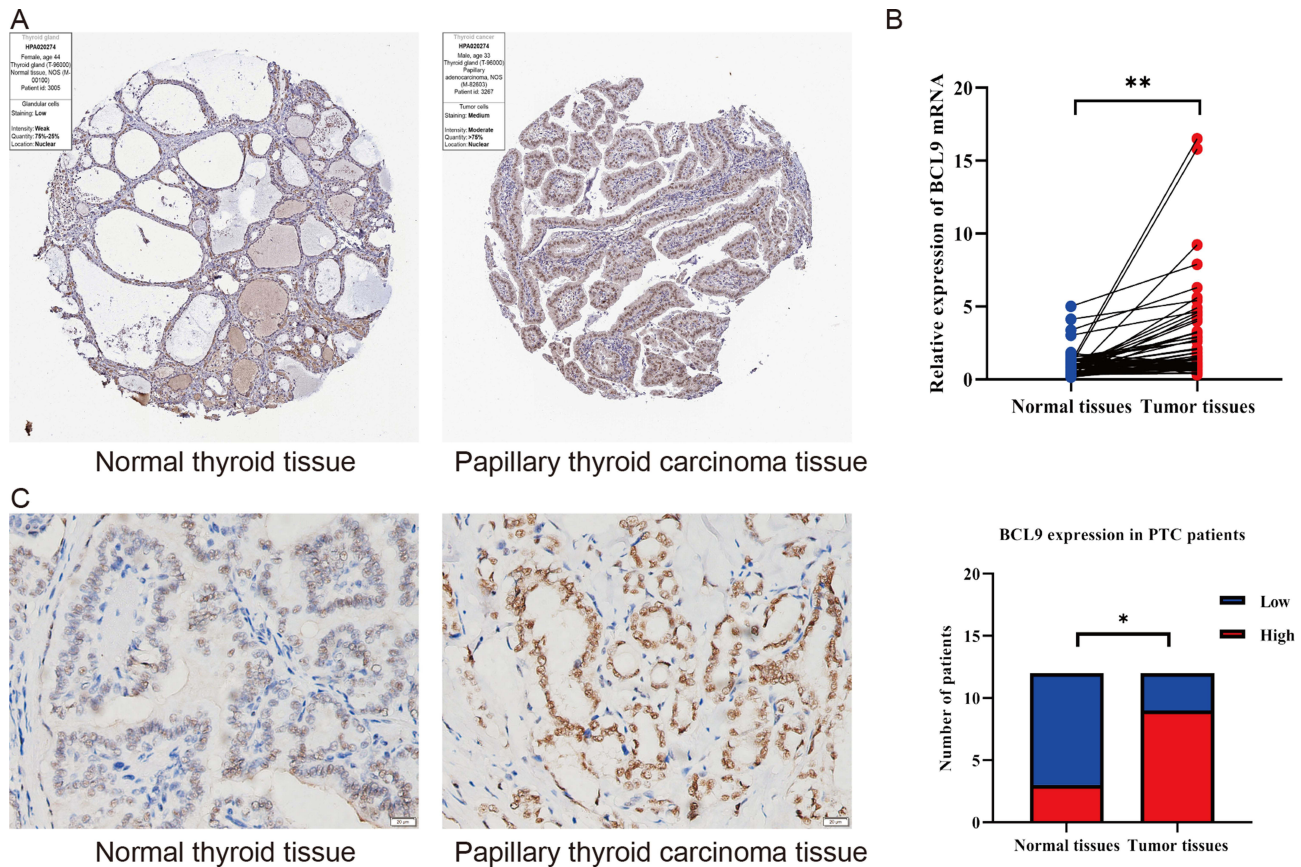 A
Thyroid gland
HPA020274
Female, age 44
Thyroid gland (T-96000)
Normal tissue, NOS (M-
00100)
Patient id: 3005
Glandular cells
Staining: Low
Intensity: Weak
Quantity: 75%-25%
Location: Nuclear
Thyroid cancer
HPA020274
Male, age 33
Thyroid gland (T-96000)
Papillary
adenocarcinoma, NOS
(M-82603)
Patient id: 3267
Tumor cells
Staining: Medium
Intensity: Moderate
Quantity: >75%
Location: Nuclear
Normal thyroid tissue
Papillary thyroid carcinoma tissue
B
Relative expression of BCL9 mRNA
20
15
10
5
0
**
Normal tissues
Tumor tissues
C
20 μm
20 μm
Normal thyroid tissue
Papillary thyroid carcinoma tissue
BCL9 expression in PTC patients
Number of patients
20
15
10
5
0
*
Low
High
Normal tissues
Tumor tissues